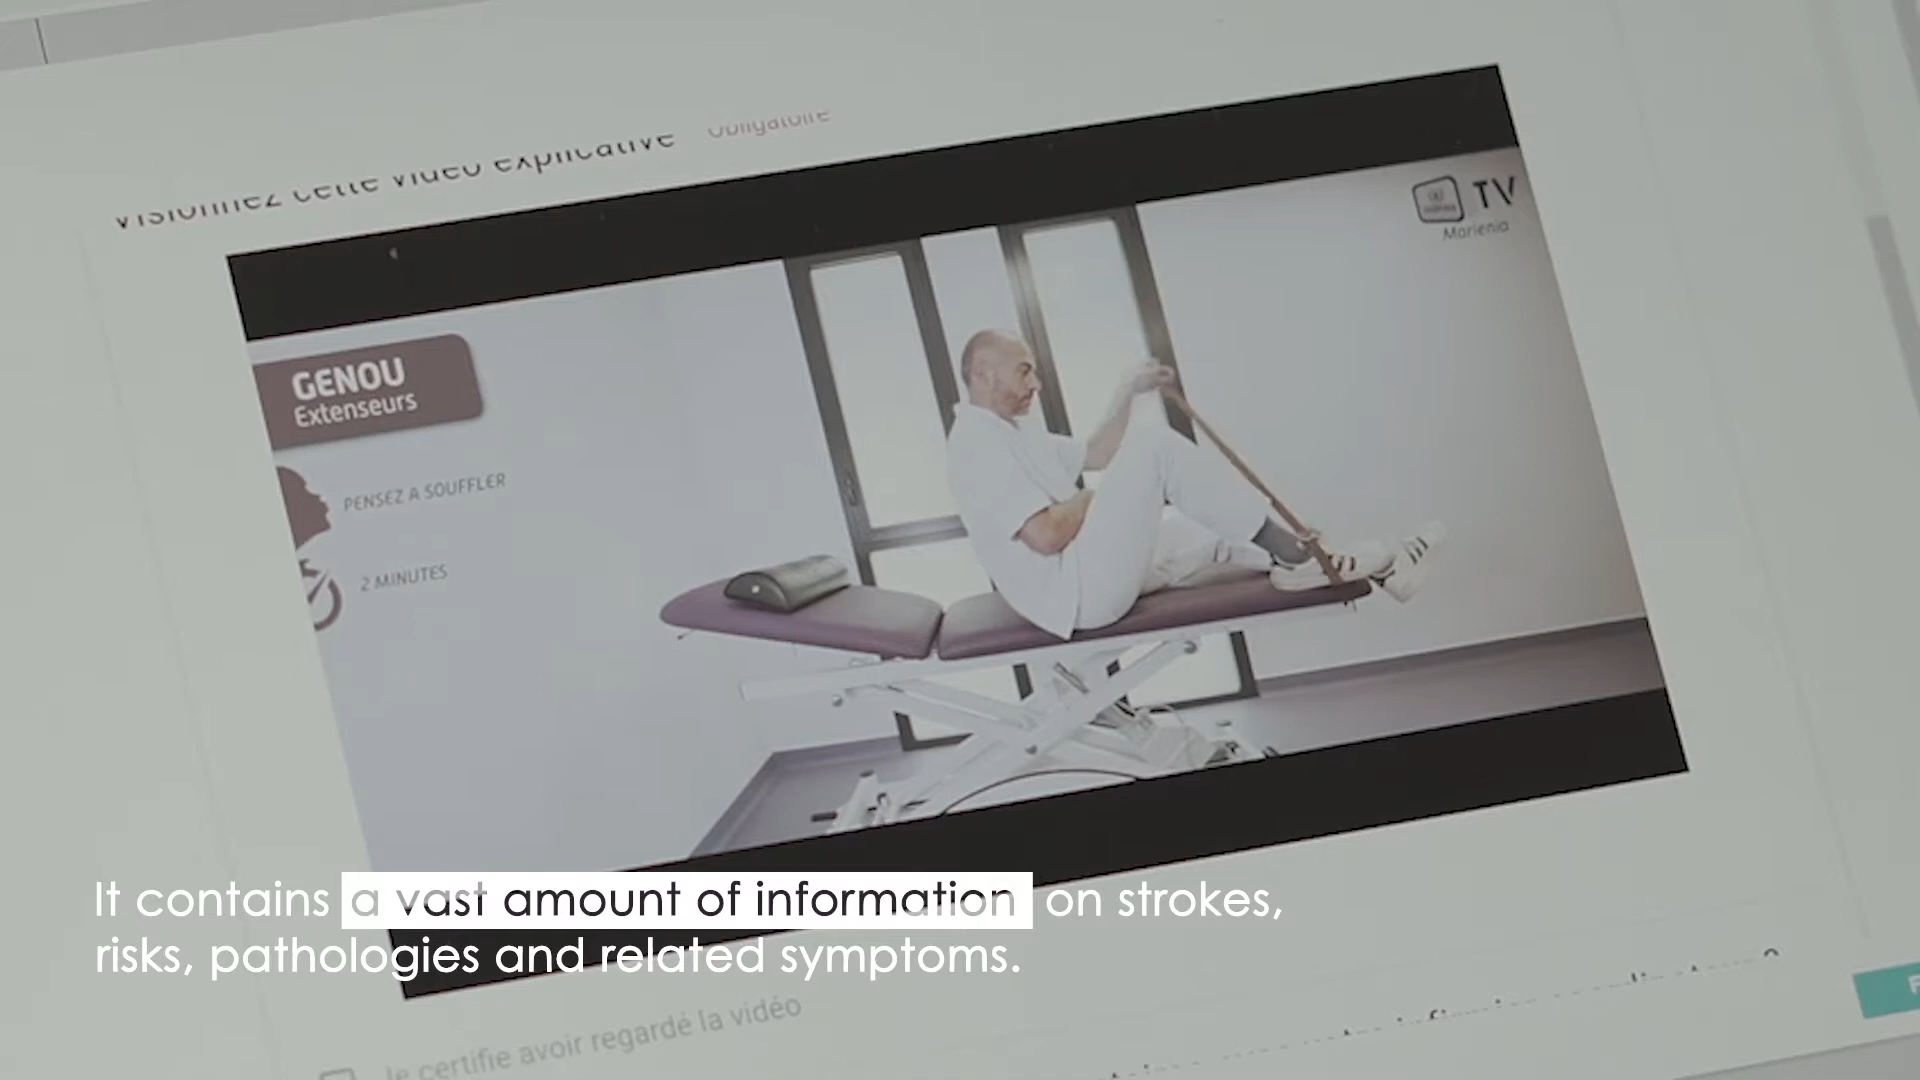 Visionnez cette vidéo explicative Obligatoire
TV
Marienia
GENOU
Extenseurs
PENSEZ A SOUFFLER
2 MINUTES
It contains a vast amount of information on strokes,
risks, pathologies and related symptoms.
Je certifie avoir regardé la vidéo